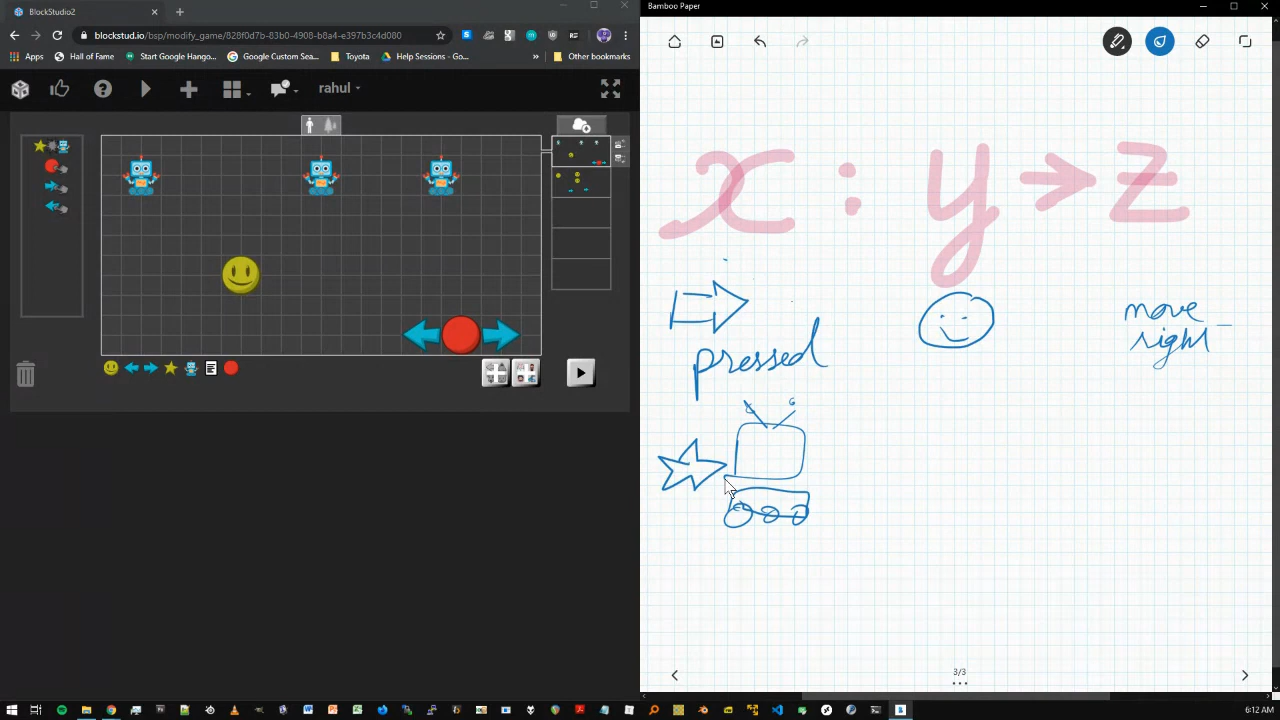 BlockStudio2
Bamboo Paper
blockstud.io/bsp/modify_game/828f0d7b-83b0-4908-b8a4-e397b3c4d080
Apps Hall of Fame Start Google Hango... Google Custom Sea... Toyota Help Sessions - Go... » Other bookmarks
rahul
x : y → z
move
right
pressed
3/3
6:12 AM